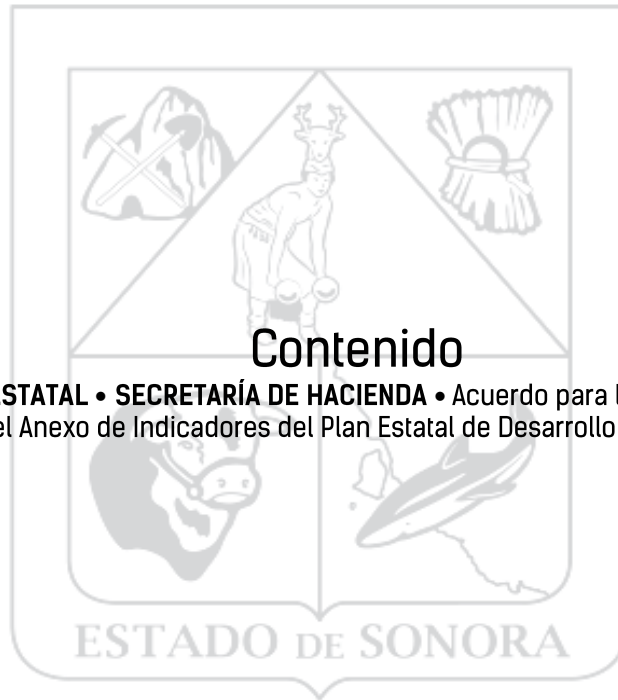 Contenido
STATAL • SECRETARÍA DE HACIENDA • Acuerdo para
el Anexo de Indicadores del Plan Estatal de Desarrollo
ESTADO DE SONORA